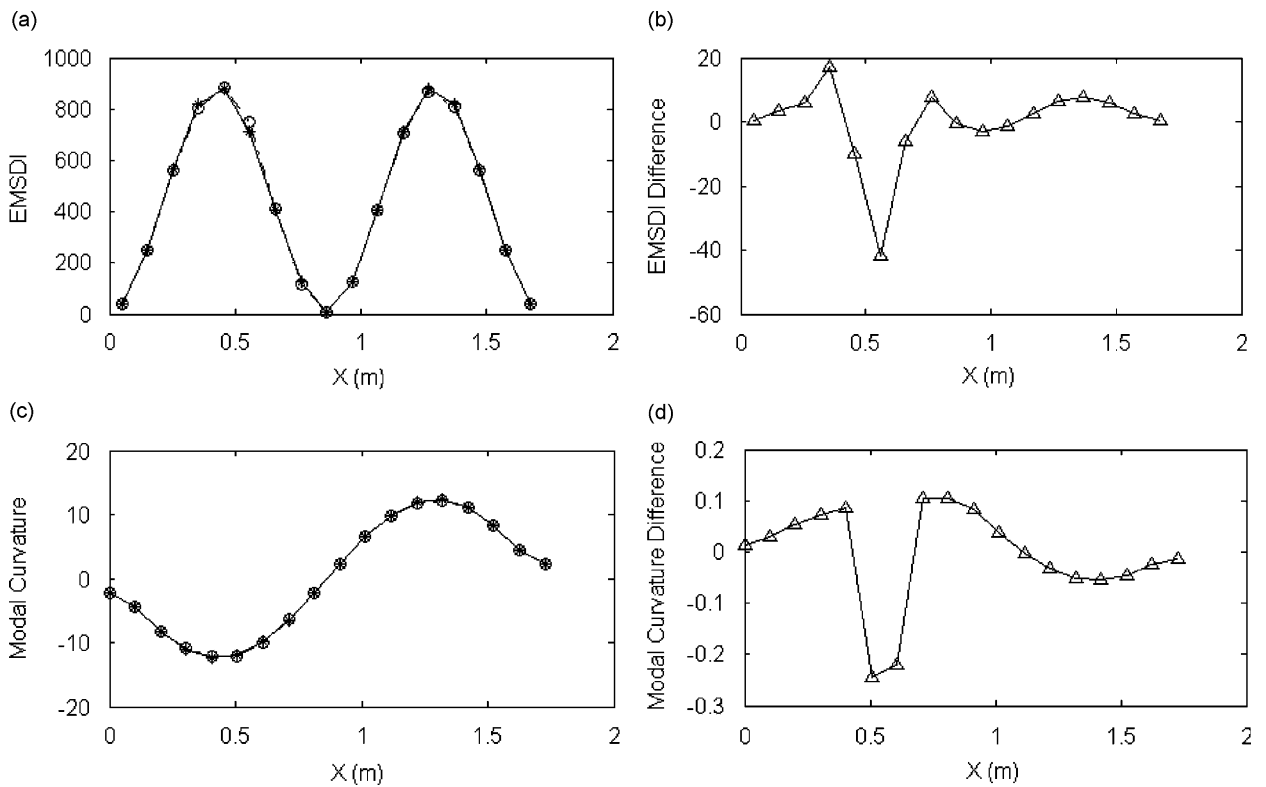 (a)
EMSDI
1000
800
600
400
200
0
0 0.5 1 1.5 2
X (m)
(b)
EMSDI Difference
20
0
-20
-40
-60
0 0.5 1 1.5 2
X (m)
(c)
Modal Curvature
20
10
0
-10
-20
0 0.5 1 1.5 2
X (m)
(d)
Modal Curvature Difference
0.2
0.1
0
-0.1
-0.2
-0.3
0 0.5 1 1.5 2
X (m)